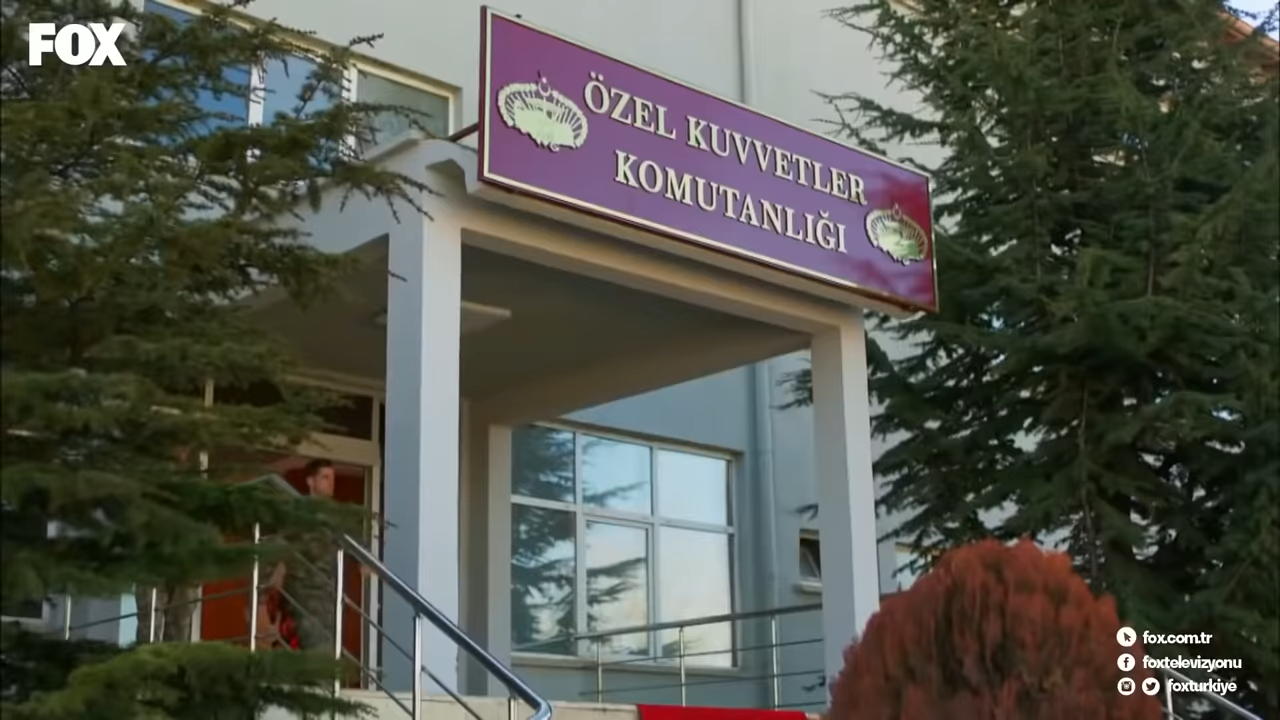 FOX
ÖZEL KUVVETLER
KOMUTANLIĞI
fox.com.tr
foxtelevizyonu
foxturkiye